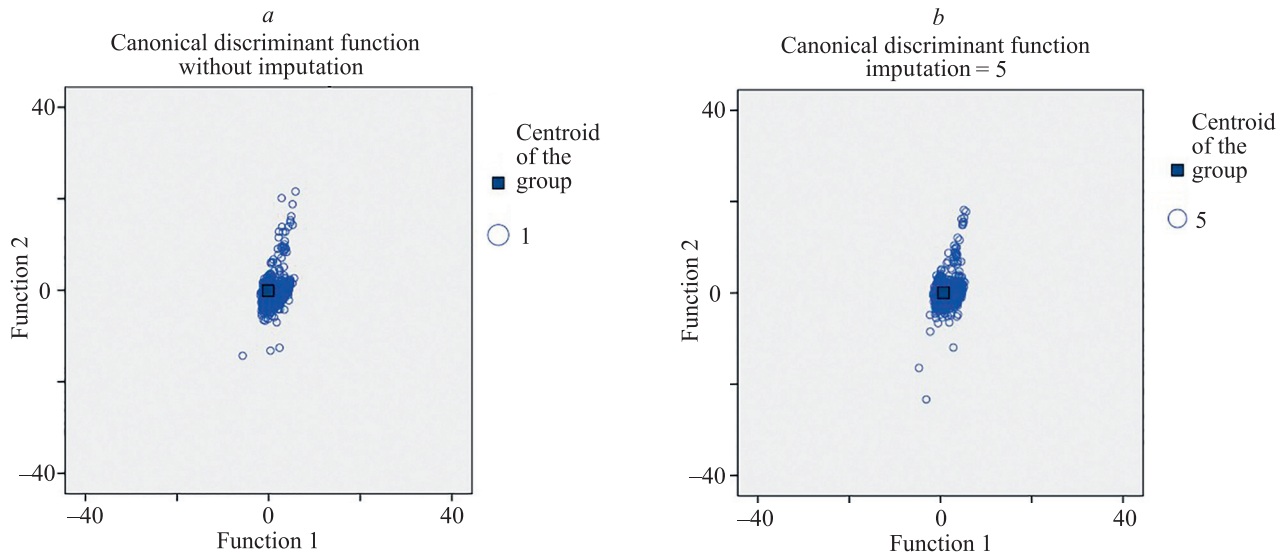 a
Canonical discriminant function
without imputation
40
0
–40
–40
0
40
Function 2
Function 1
Centroid
of the
group
1
b
Canonical discriminant function
imputation = 5
40
0
–40
–40
0
40
Function 2
Function 1
Centroid
of the
group
5